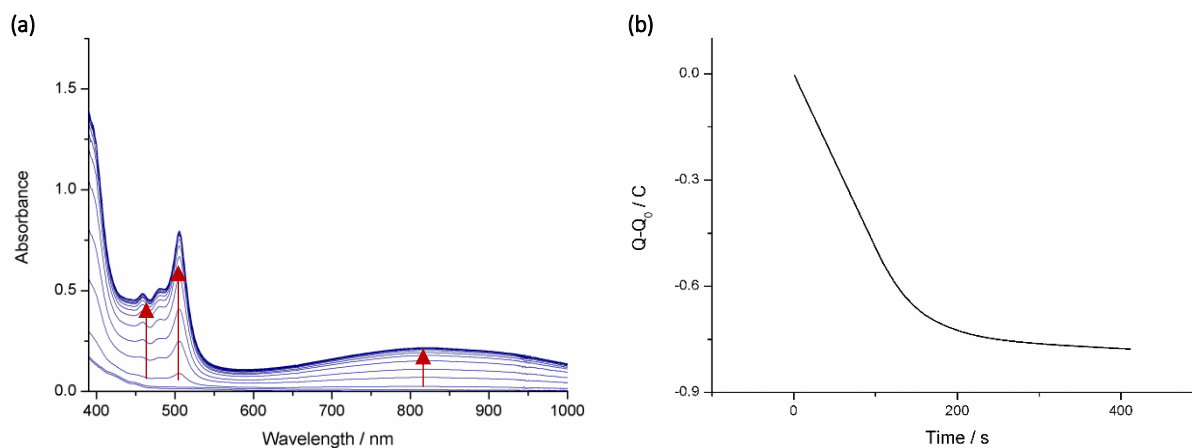 (a)
1.5
1.0
0.5
0.0
Absorbance
400 500 600 700 800 900 1000
Wavelength / nm
(b)
0.0
-0.3
-0.6
-0.9
Q-Q₀ / C
0 200 400
Time / s